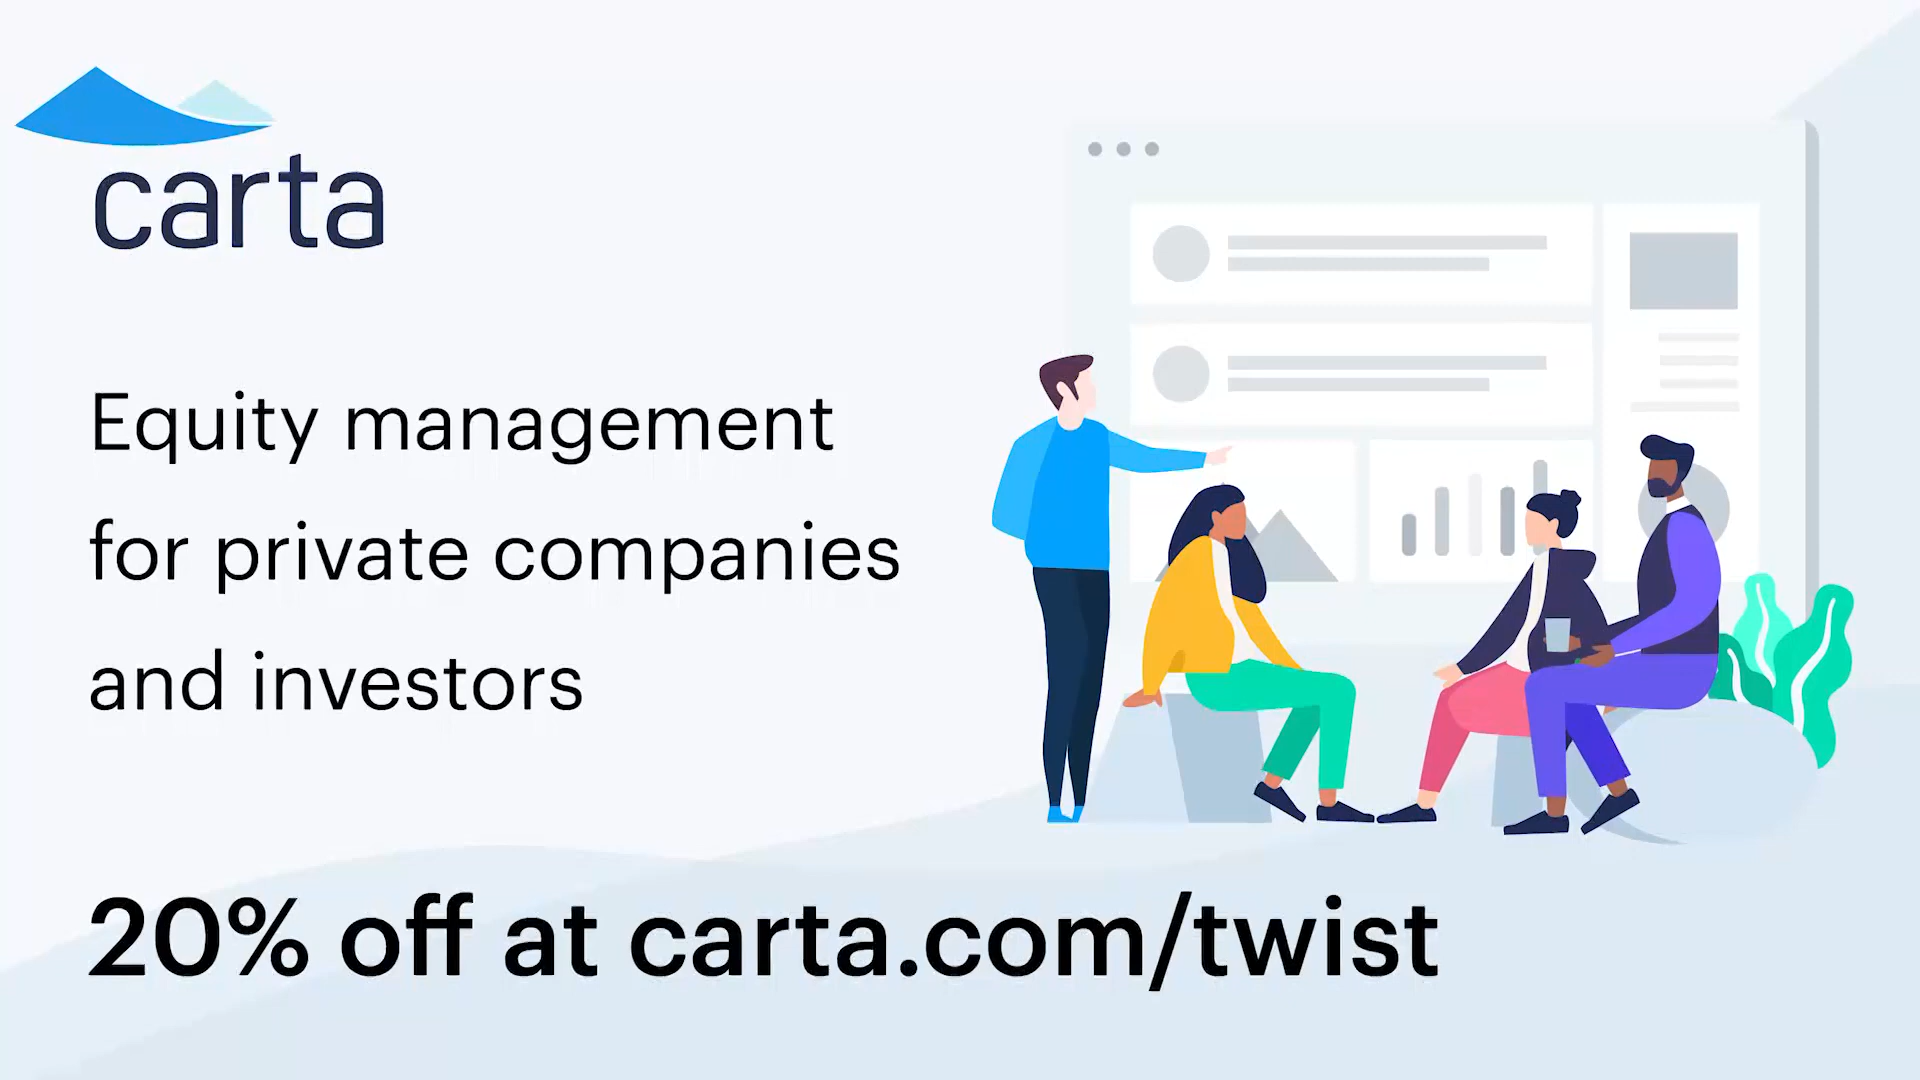 carta
Equity management
for private companies
and investors
20% off at carta.com/twist